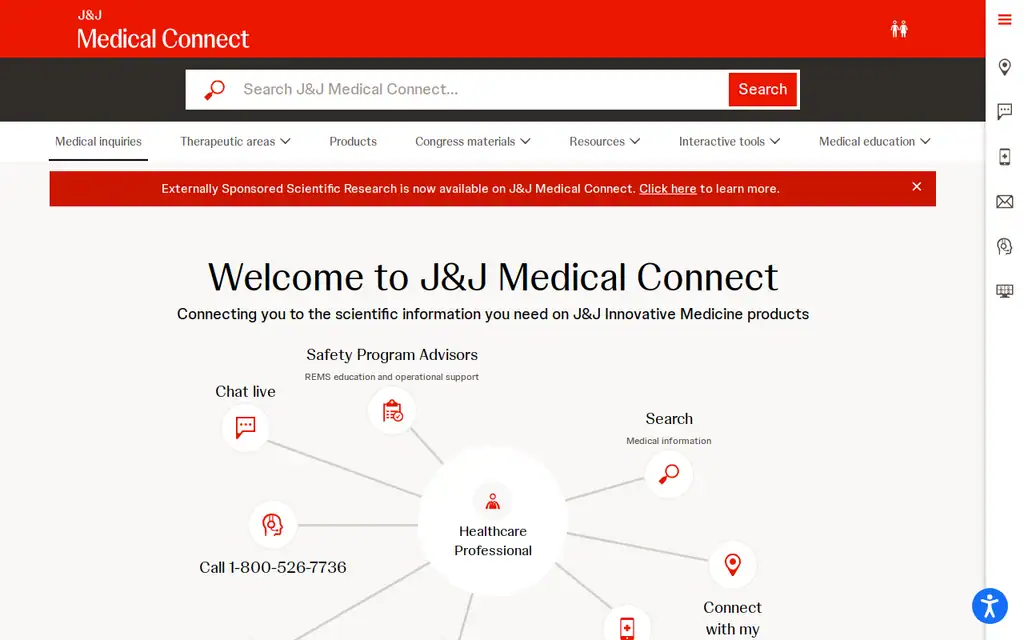 J&J
Medical Connect
Search J&J Medical Connect...
Search
Medical inquiries
Therapeutic areas
Products
Congress materials
Resources
Interactive tools
Medical education
Externally Sponsored Scientific Research is now available on J&J Medical Connect. Click here to learn more.
Welcome to J&J Medical Connect
Connecting you to the scientific information you need on J&J Innovative Medicine products
Safety Program Advisors
REMS education and operational support
Chat live
Search
Medical information
Healthcare
Professional
Call 1-800-526-7736
Connect
with my